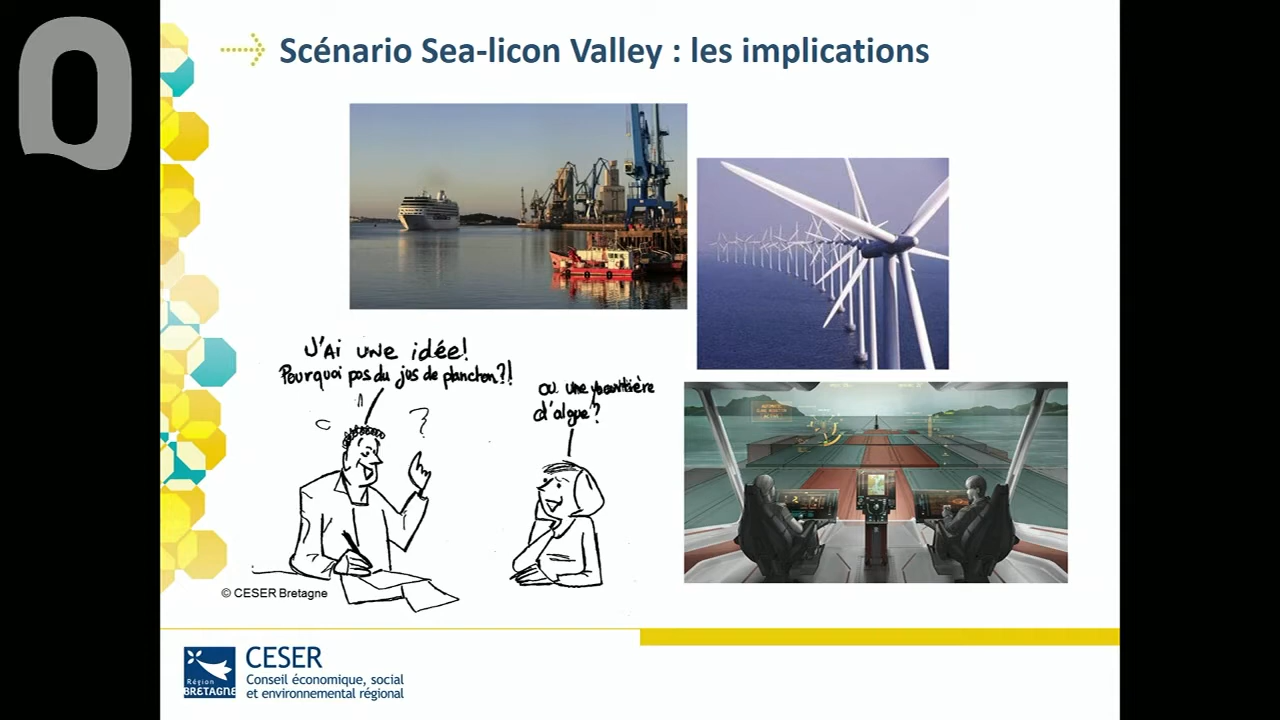 Scénario Sea-licon Valley : les implications
J'Ai UNE idée!
Pourquoi pas du jus de plancton?!
ou une
d'algue?
© CESER Bretagne
Région
BRETAGNE
CESER
Conseil économique, social
et environnemental régional